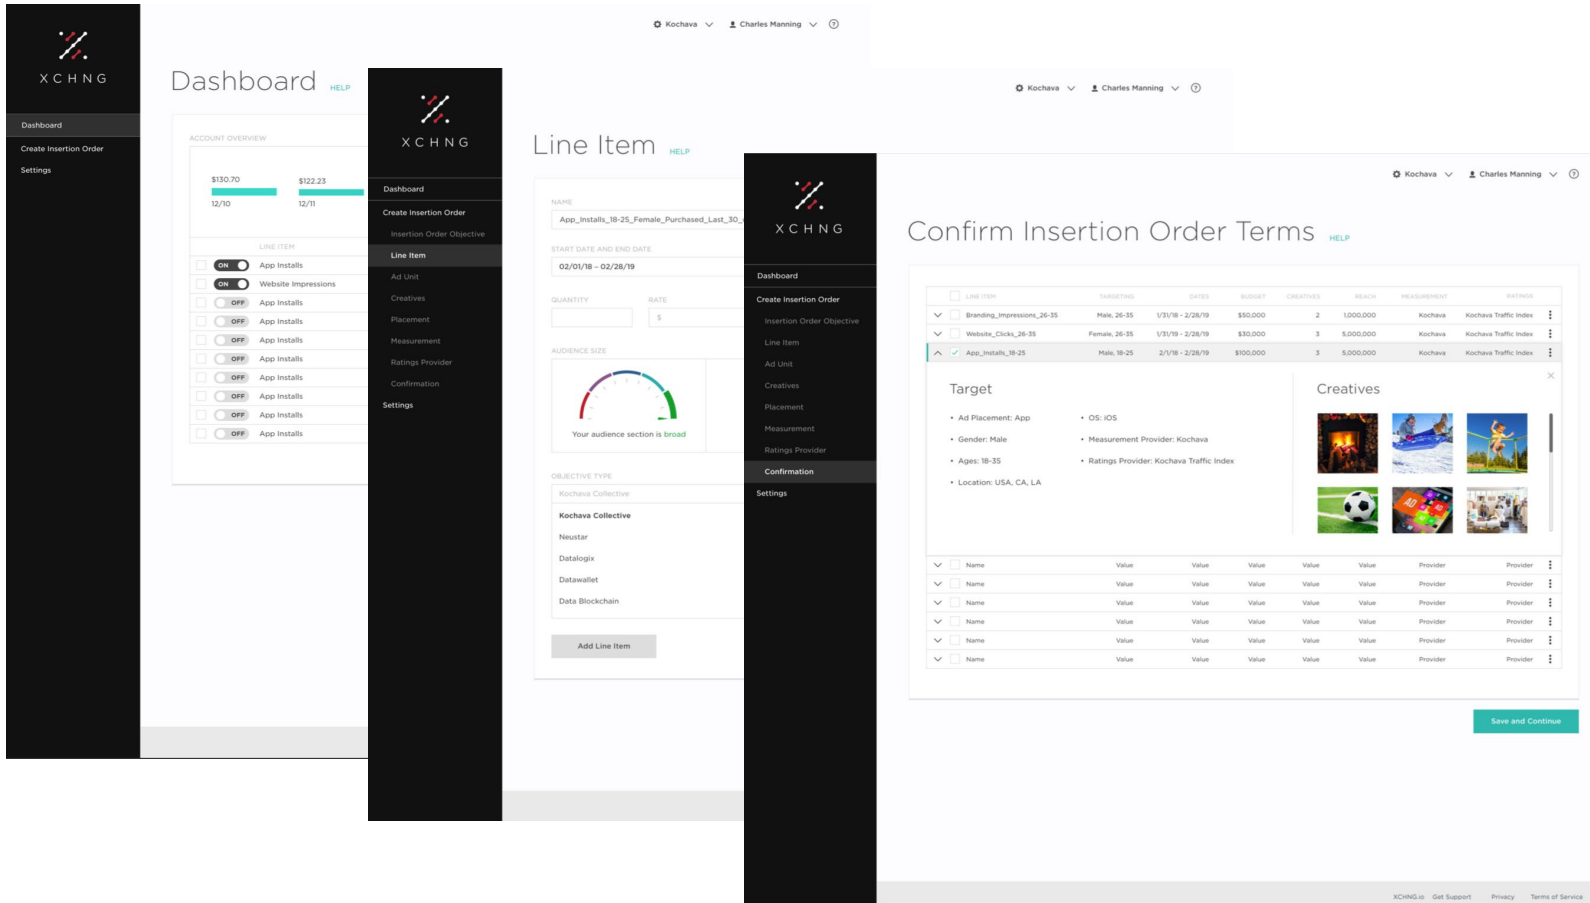 XCHNG
Dashboard
Create Insertion Order
Settings
Kochava
Charles Manning
?
Dashboard HELP
ACCOUNT OVERVIEW
$130.70 $122.23
12/10 12/11
LINE ITEM
ON App Installs
ON Website Impressions
OFF App Installs
OFF App Installs
OFF App Installs
OFF App Installs
OFF App Installs
OFF App Installs
OFF App Installs
OFF App Installs
XCHNG
Dashboard
Create Insertion Order
Insertion Order Objective
Line Item
Ad Unit
Creatives
Placement
Measurement
Ratings Provider
Confirmation
Settings
Kochava
Charles Manning
?
Line Item HELP
NAME
App_Installs_18-25_Female_Purchased_Last_30_
START DATE AND END DATE
02/01/18 – 02/28/19
QUANTITY RATE
$
AUDIENCE SIZE
Your audience section is broad
OBJECTIVE TYPE
Kochava Collective
Kochava Collective
Neustar
Datalogix
Datawallet
Data Blockchain
Add Line Item
XCHNG
Dashboard
Create Insertion Order
Insertion Order Objective
Line Item
Ad Unit
Creatives
Placement
Measurement
Ratings Provider
Confirmation
Settings
Kochava
Charles Manning
?
Confirm Insertion Order Terms HELP
LINE ITEM TARGETING DATES BUDGET CREATIVES REACH MEASUREMENT RATINGS
Branding_Impressions_26-35 Male, 26-35 1/31/18 - 2/28/19 $50,000 2 1,000,000 Kochava Kochava Traffic Index
Website_Clicks_26-35 Female, 26-35 1/31/19 - 2/28/19 $30,000 3 5,000,000 Kochava Kochava Traffic Index
App_Installs_18-25 Male, 18-25 2/1/18 - 2/28/19 $100,000 3 5,000,000 Kochava Kochava Traffic Index
Target
• Ad Placement: App
• Gender: Male
• Ages: 18-35
• Location: USA, CA, LA
• OS: iOS
• Measurement Provider: Kochava
• Ratings Provider: Kochava Traffic Index
Creatives
AD
Name Value Value Value Value Value Provider Provider
Name Value Value Value Value Value Provider Provider
Name Value Value Value Value Value Provider Provider
Name Value Value Value Value Value Provider Provider
Name Value Value Value Value Value Provider Provider
Name Value Value Value Value Value Provider Provider
Save and Continue
XCHNG.io Get Support Privacy Terms of Service